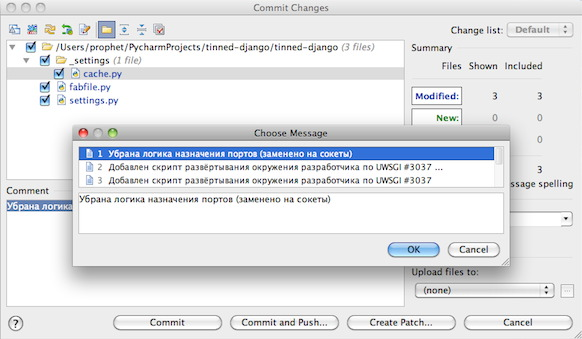 Commit Changes
Change list: Default
/Users/prophet/PycharmProjects/tinned-django/tinned-django (3 files)
_settings (1 file)
cache.py
fabfile.py
settings.py
Summary
Files Shown Included
Modified: 3 3
New: 0 0
0
3
Choose Message
1 Убрана логика назначения портов (заменено на сокеты)
2 Добавлен скрипт развёртывания окружения разработчика по UWSGI #3037 ...
3 Добавлен скрипт развёртывания окружения разработчика по UWSGI #3037
Убрана логика назначения портов (заменено на сокеты)
OK Cancel
Comment
Убрана логика
ssage spelling
Upload files to:
(none) ...
? Commit Commit and Push... Create Patch... Cancel